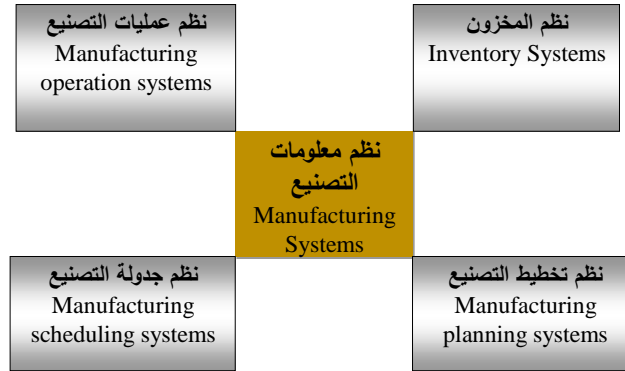 نظم عمليات التصنيع
Manufacturing
operation systems
نظم المخزون
Inventory Systems
نظم معلومات
التصنيع
Manufacturing
Systems
نظم جدولة التصنيع
Manufacturing
scheduling systems
نظم تخطيط التصنيع
Manufacturing
planning systems